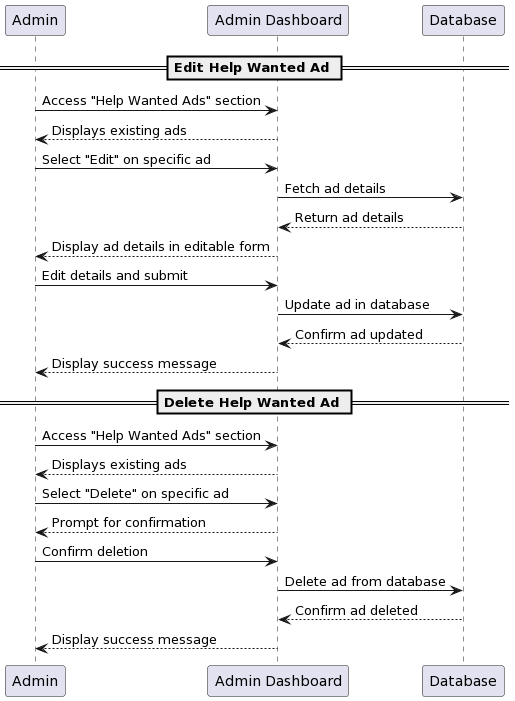 Admin
Admin Dashboard
Database
Edit Help Wanted Ad
Access "Help Wanted Ads" section
Displays existing ads
Select "Edit" on specific ad
Fetch ad details
Return ad details
Display ad details in editable form
Edit details and submit
Update ad in database
Confirm ad updated
Display success message
Delete Help Wanted Ad
Access "Help Wanted Ads" section
Displays existing ads
Select "Delete" on specific ad
Prompt for confirmation
Confirm deletion
Delete ad from database
Confirm ad deleted
Display success message
Admin
Admin Dashboard
Database